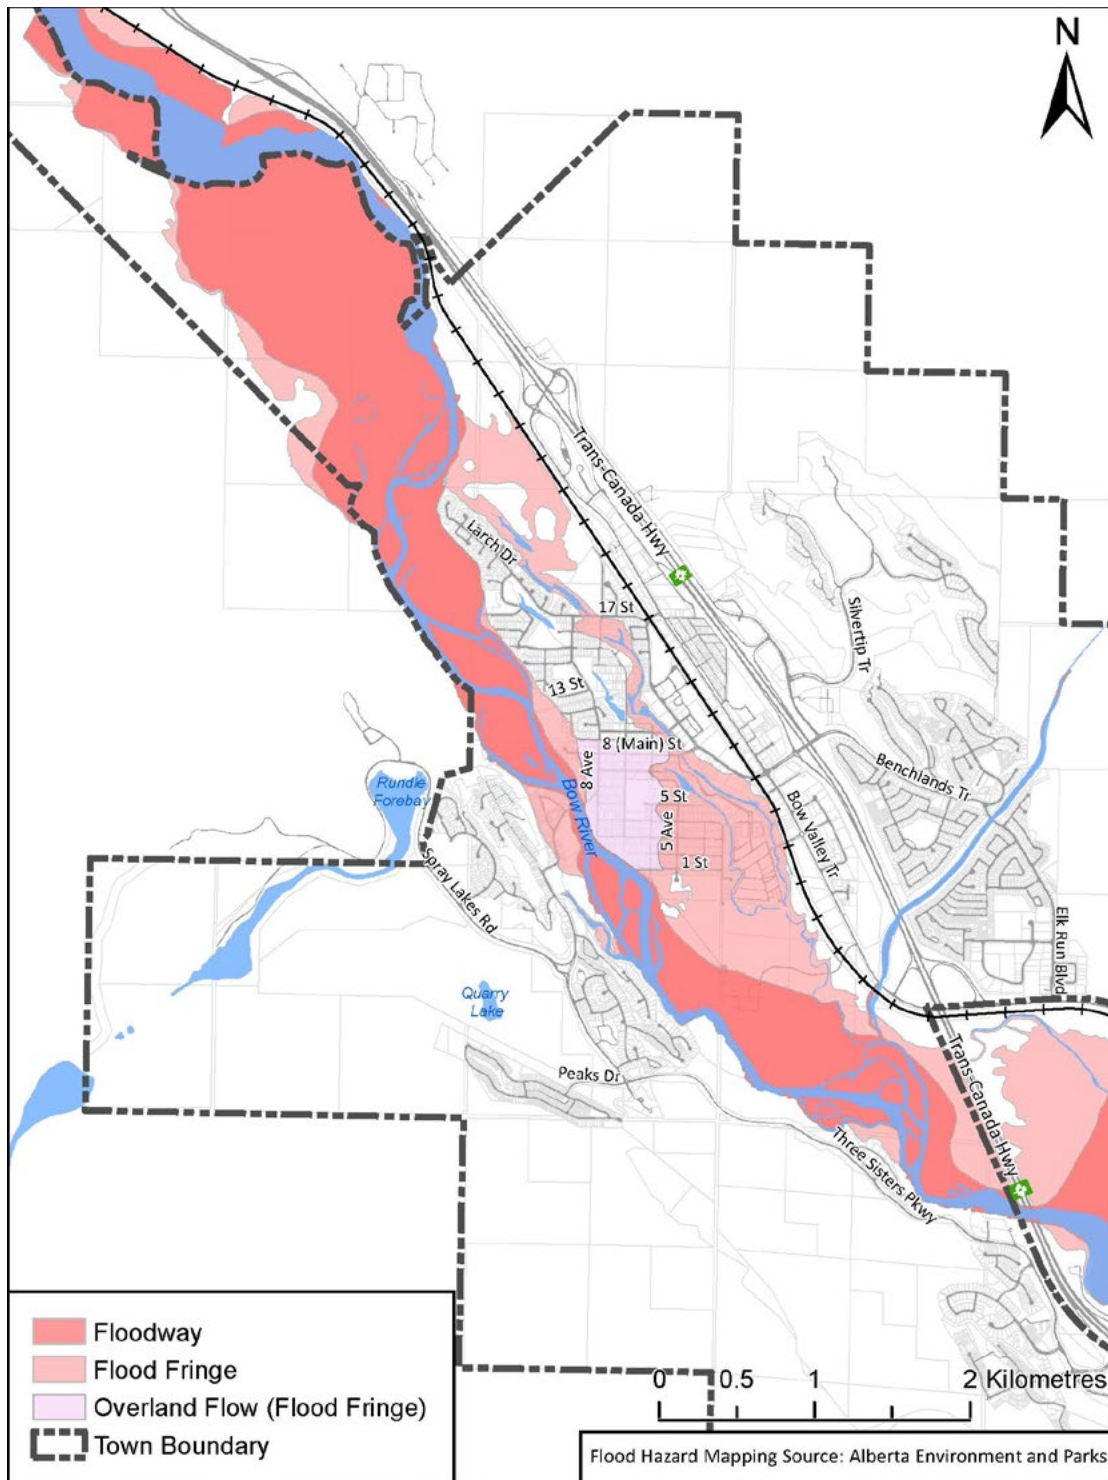 N
Trans-Canada Hwy
Larch Dr
17 St
Silvertip Tr
13 St
8 (Main) St
8 Ave
Benchlands Tr
Rundle
Forebay
Bow River
5 St
5 Ave
Bow Valley Tr
1 St
Spray Lakes Rd
Elk Run Blvd
Quarry
Lake
Trans-Canada-Hwy
Peaks Dr
Three Sisters Pkwy
Floodway
Flood Fringe
Overland Flow (Flood Fringe)
Town Boundary
0 0.5 1 2 Kilometres
Flood Hazard Mapping Source: Alberta Environment and Parks